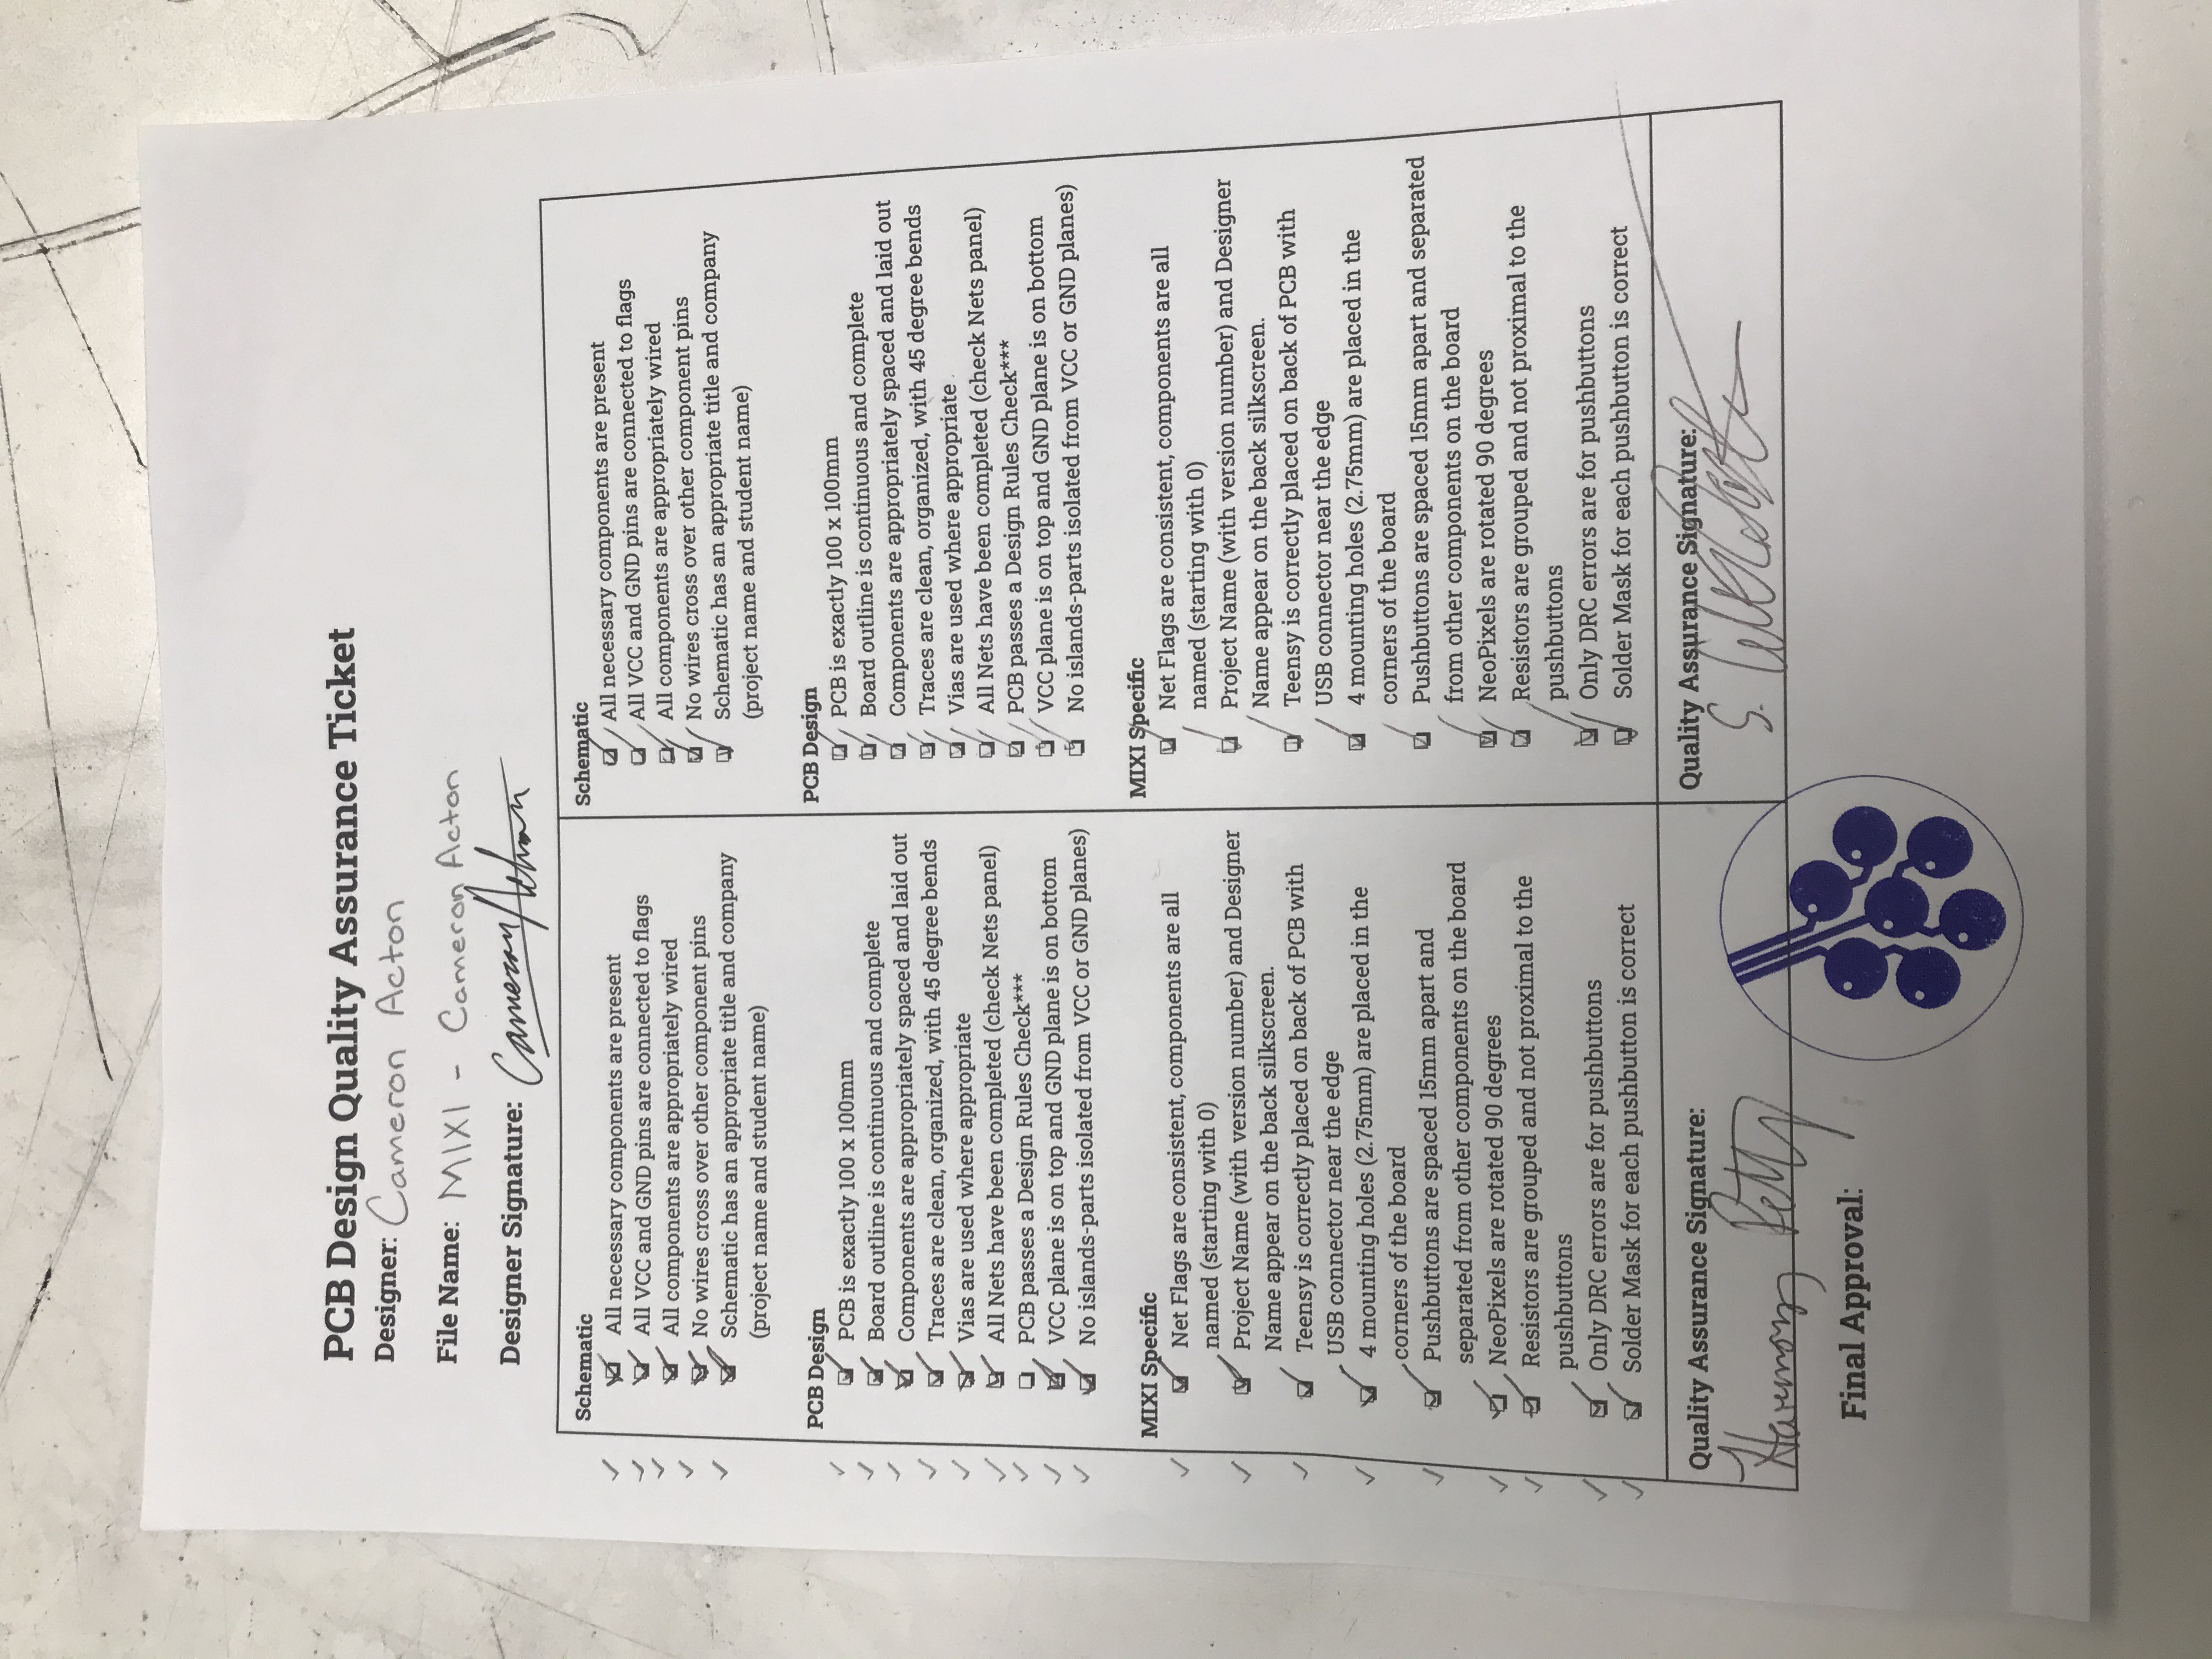 PCB Design Quality Assurance Ticket
Designer: Cameron Acton
File Name: MIXI - Cameron Acton
Designer Signature: Cameron Acton
Schematic
All necessary components are present
All VCC and GND pins are connected to flags
All components are appropriately wired
No wires cross over other component pins
Schematic has an appropriate title and company
(project name and student name)
PCB Design
PCB is exactly 100 x 100mm
Board outline is continuous and complete
Components are appropriately spaced and laid out
Traces are clean, organized, with 45 degree bends
Vias are used where appropriate
All Nets have been completed (check Nets panel)
PCB passes a Design Rules Check***
VCC plane is on top and GND plane is on bottom
No islands-parts isolated from VCC or GND planes)
MIXI Specific
Net Flags are consistent, components are all
named (starting with 0)
Project Name (with version number) and Designer
Name appear on the back silkscreen.
Teensy is correctly placed on back of PCB with
USB connector near the edge
4 mounting holes (2.75mm) are placed in the
corners of the board
Pushbuttons are spaced 15mm apart and
separated from other components on the board
NeoPixels are rotated 90 degrees
Resistors are grouped and not proximal to the
pushbuttons
Only DRC errors are for pushbuttons
Solder Mask for each pushbutton is correct
Quality Assurance Signature:
Harmony Petty
Schematic
All necessary components are present
All VCC and GND pins are connected to flags
All components are appropriately wired
No wires cross over other component pins
Schematic has an appropriate title and company
(project name and student name)
PCB Design
PCB is exactly 100 x 100mm
Board outline is continuous and complete
Components are appropriately spaced and laid out
Traces are clean, organized, with 45 degree bends
Vias are used where appropriate
All Nets have been completed (check Nets panel)
PCB passes a Design Rules Check***
VCC plane is on top and GND plane is on bottom
No islands-parts isolated from VCC or GND planes)
MIXI Specific
Net Flags are consistent, components are all
named (starting with 0)
Project Name (with version number) and Designer
Name appear on the back silkscreen.
Teensy is correctly placed on back of PCB with
USB connector near the edge
4 mounting holes (2.75mm) are placed in the
corners of the board
Pushbuttons are spaced 15mm apart and separated
from other components on the board
NeoPixels are rotated 90 degrees
Resistors are grouped and not proximal to the
pushbuttons
Only DRC errors are for pushbuttons
Solder Mask for each pushbutton is correct
Quality Assurance Signature:
S.
Final Approval: